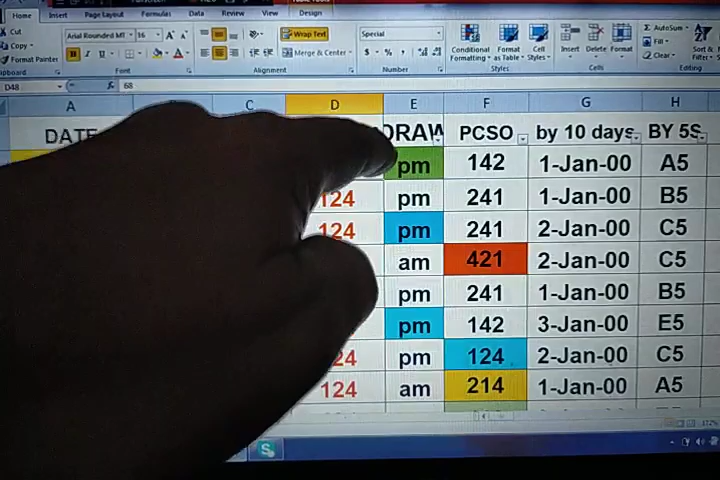 Home Insert Page Layout Formulas Data Review View Design
Cut
Copy
Format Painter
Arial Rounded MT 16
Wrap Text
Merge & Center
Special
Conditional Formatting
Format as Table
Cell Styles
Insert Delete Format
AutoSum
Fill
Clear
Sort
Font Alignment Number Styles Cells Editing
D48 fx 68
A C D E F G H
DATE DRAW PCSO by 10 days BY 5S
pm 142 1-Jan-00 A5
124 pm 241 1-Jan-00 B5
124 pm 241 2-Jan-00 C5
am 421 2-Jan-00 C5
pm 241 1-Jan-00 B5
pm 142 3-Jan-00 E5
24 pm 124 2-Jan-00 C5
124 am 214 1-Jan-00 A5
172%